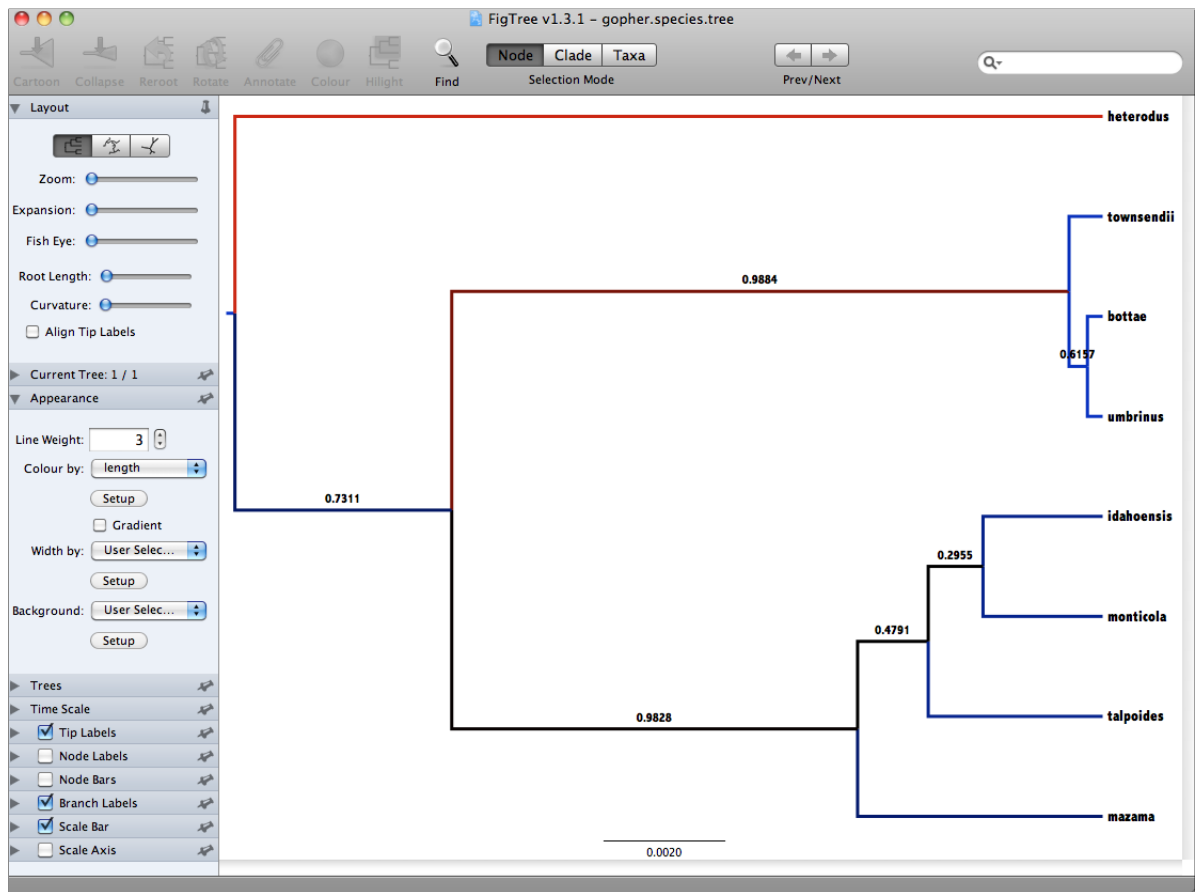 FigTree v1.3.1 – gopher.species.tree
Cartoon Collapse Reroot Rotate Annotate Colour Hilight Find
Node Clade Taxa
Selection Mode
Prev/Next
Layout
Zoom:
Expansion:
Fish Eye:
Root Length:
Curvature:
Align Tip Labels
Current Tree: 1 / 1
Appearance
Line Weight: 3
Colour by: length
Setup
Gradient
Width by: User Selec...
Setup
Background: User Selec...
Setup
Trees
Time Scale
Tip Labels
Node Labels
Node Bars
Branch Labels
Scale Bar
Scale Axis
heterodus
townsendii
0.9884
bottae
0.6157
umbrinus
0.7311
idahoensis
0.2955
monticola
0.4791
talpoides
0.9828
mazama
0.0020